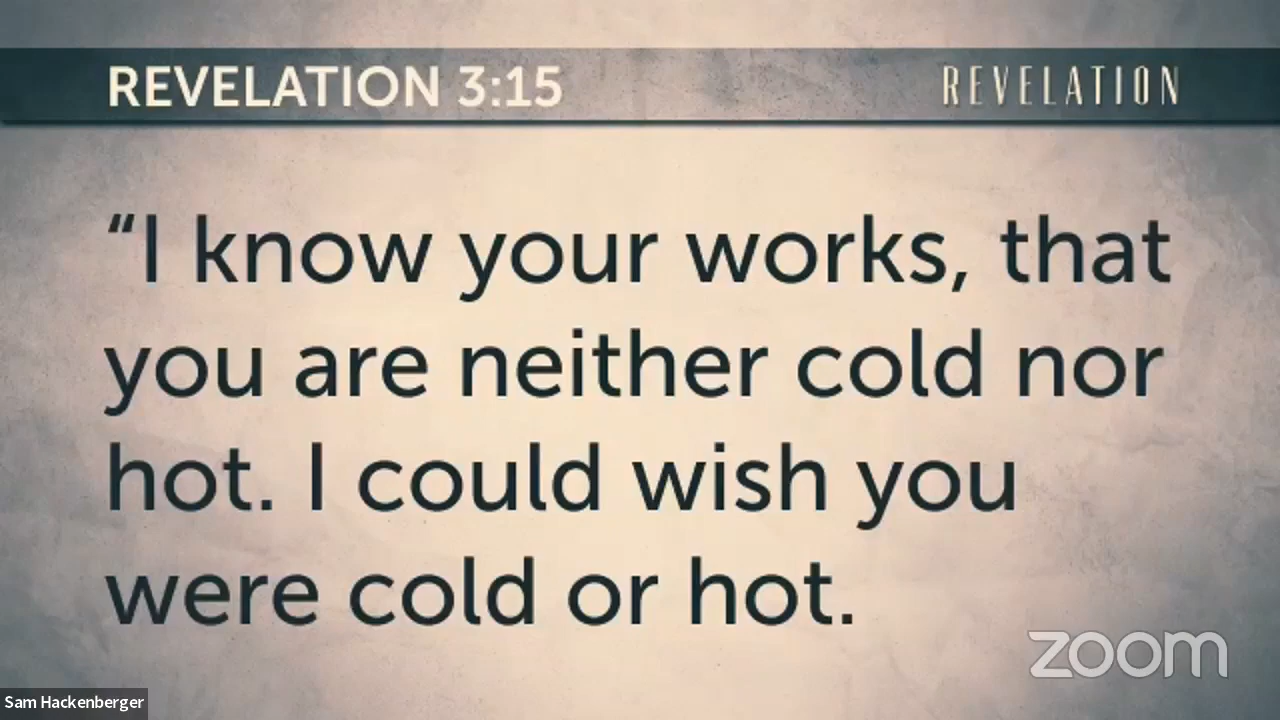 REVELATION 3:15
REVELATION
“I know your works, that
you are neither cold nor
hot. I could wish you
were cold or hot.
zoom
Sam Hackenberger